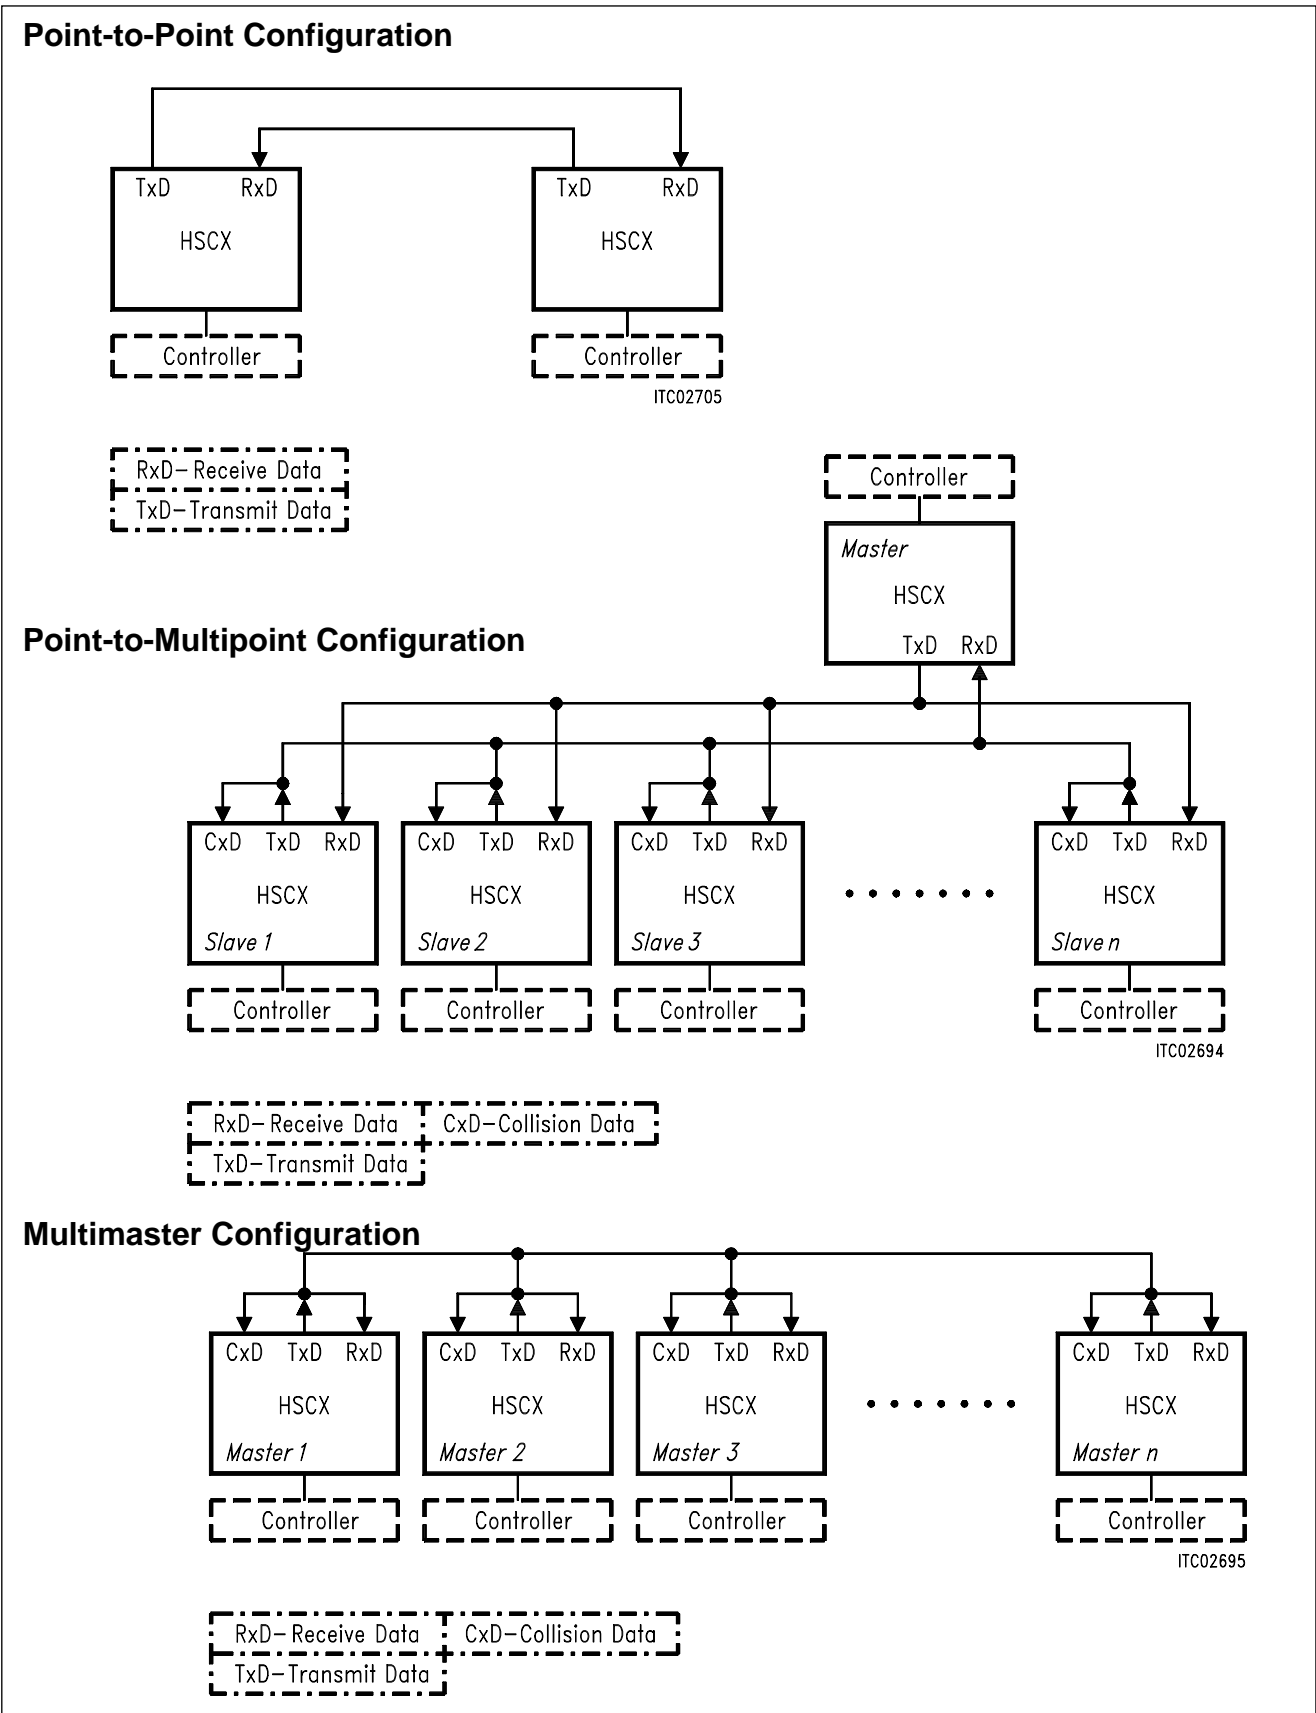 Point-to-Point Configuration
TxD RxD TxD RxD
HSCX HSCX
Controller Controller
ITC02705
RxD-Receive Data
TxD-Transmit Data
Controller
Master
HSCX
TxD RxD
Point-to-Multipoint Configuration
CxD TxD RxD CxD TxD RxD CxD TxD RxD CxD TxD RxD
HSCX HSCX HSCX HSCX
Slave 1 Slave 2 Slave 3 Slave n
Controller Controller Controller Controller
ITC02694
RxD-Receive Data CxD-Collision Data
TxD-Transmit Data
Multimaster Configuration
CxD TxD RxD CxD TxD RxD CxD TxD RxD CxD TxD RxD
HSCX HSCX HSCX HSCX
Master 1 Master 2 Master 3 Master n
Controller Controller Controller Controller
ITC02695
RxD-Receive Data CxD-Collision Data
TxD-Transmit Data